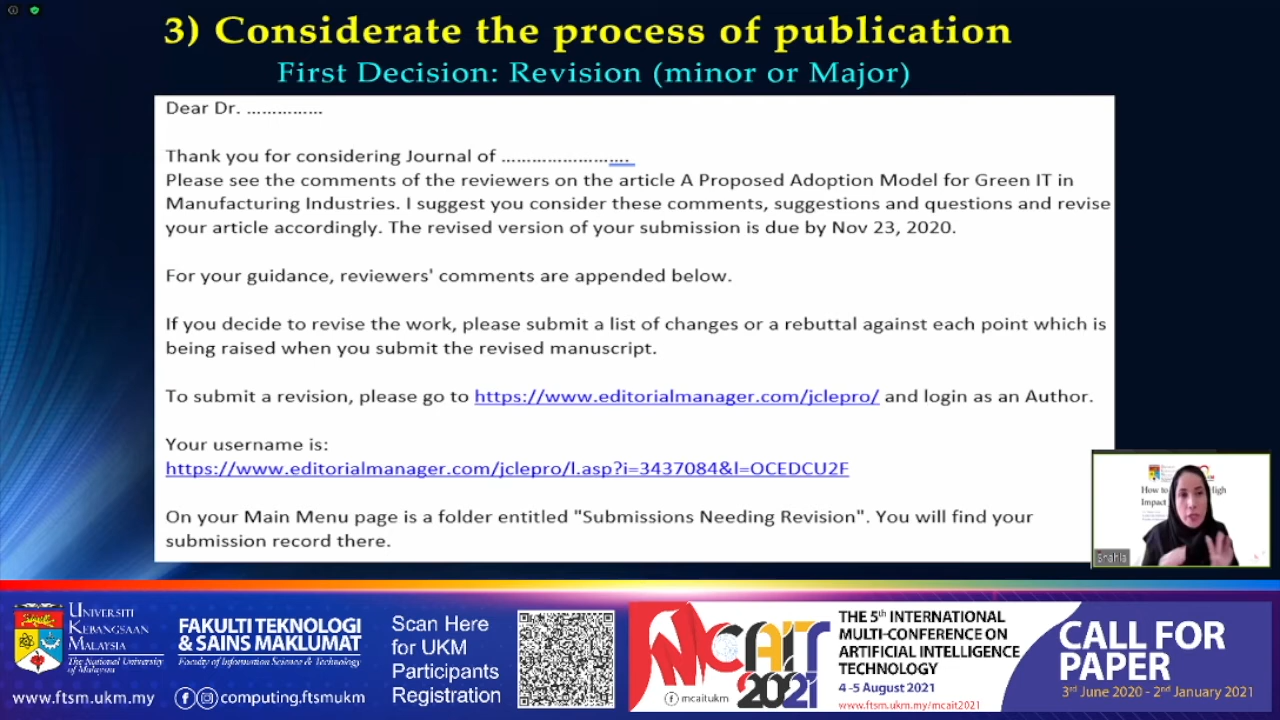 3) Considerate the process of publication
First Decision: Revision (minor or Major)
Dear Dr. ...............
Thank you for considering Journal of .........................
Please see the comments of the reviewers on the article A Proposed Adoption Model for Green IT in
Manufacturing Industries. I suggest you consider these comments, suggestions and questions and revise
your article accordingly. The revised version of your submission is due by Nov 23, 2020.
For your guidance, reviewers' comments are appended below.
If you decide to revise the work, please submit a list of changes or a rebuttal against each point which is
being raised when you submit the revised manuscript.
To submit a revision, please go to https://www.editorialmanager.com/jclepro/ and login as an Author.
Your username is:
https://www.editorialmanager.com/jclepro/l.asp?i=3437084&l=OCEDCU2F
On your Main Menu page is a folder entitled "Submissions Needing Revision". You will find your
submission record there.
How to
High
Impact
Shahla
UNIVERSITI
KEBANGSAAN
MALAYSIA
The National University
of Malaysia
www.ftsm.ukm.my
FAKULTI TEKNOLOGI
& SAINS MAKLUMAT
Faculty of Information Science & Technology
computing.ftsmukm
Scan Here
for UKM
Participants
Registration
MCAIT
2021
mcaitukm
THE 5th INTERNATIONAL
MULTI-CONFERENCE ON
ARTIFICIAL INTELLIGENCE
TECHNOLOGY
4 -5 August 2021
www.ftsm.ukm.my/mcait2021
CALL FOR
PAPER
3rd June 2020 - 2nd January 2021